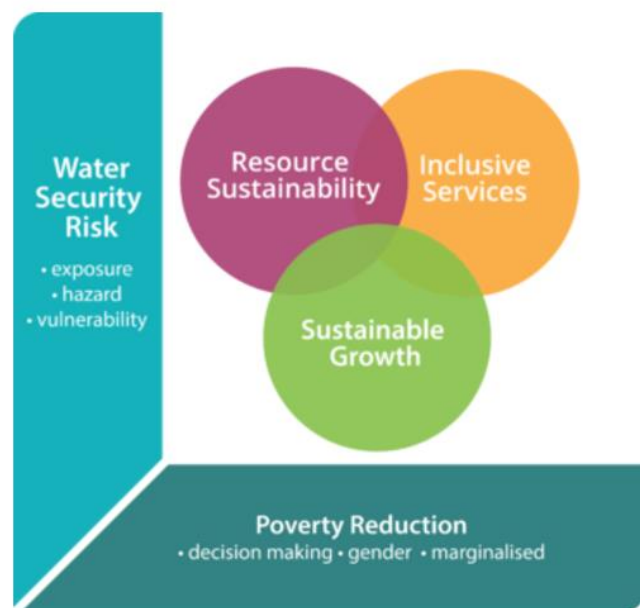 Water
Security
Risk
• exposure
• hazard
• vulnerability
Resource
Sustainability
Inclusive
Services
Sustainable
Growth
Poverty Reduction
• decision making • gender • marginalised